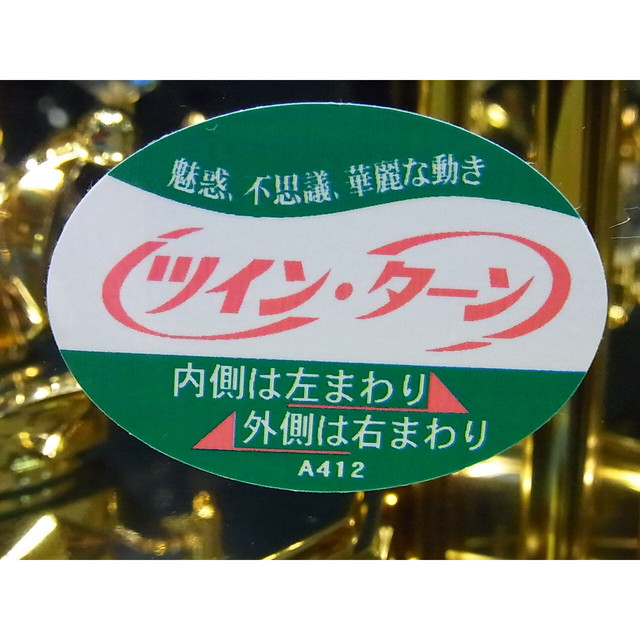 魅惑、不思議、華麗な動き
ツイン・ターン
内側は左まわり
外側は右まわり
A412